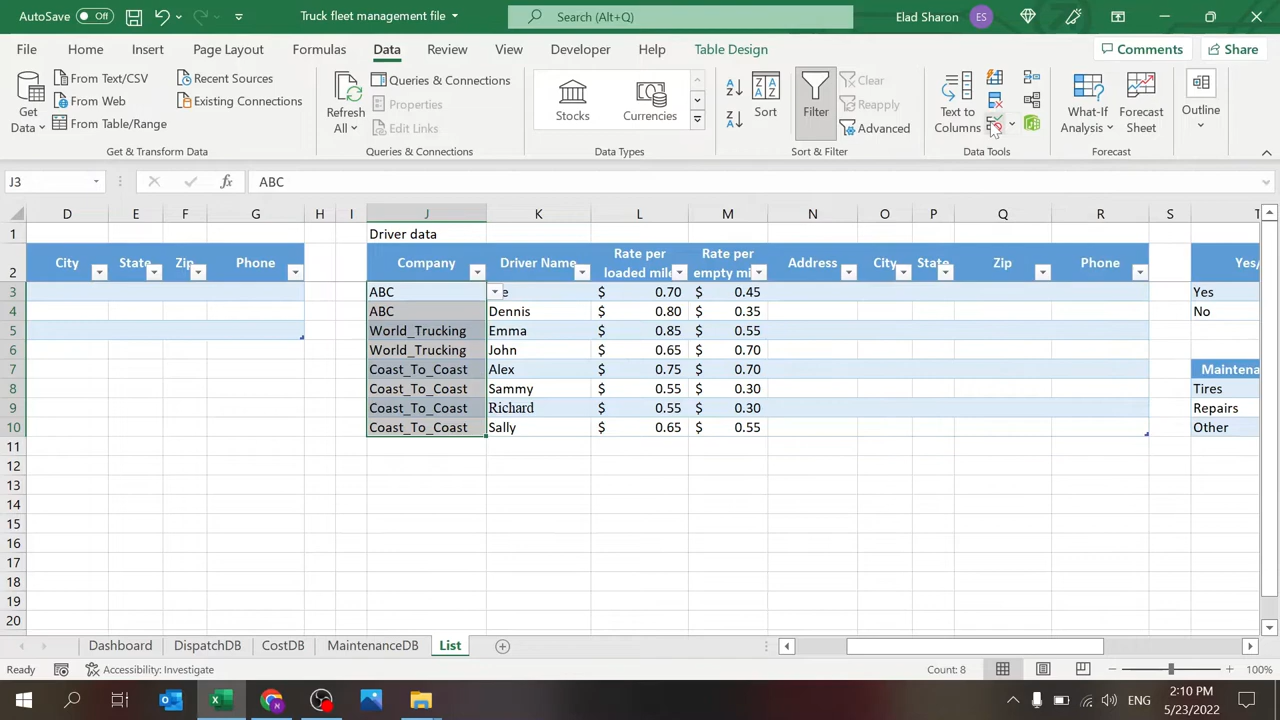 AutoSave Off Truck fleet management file Search (Alt+Q) Elad Sharon ES
File Home Insert Page Layout Formulas Data Review View Developer Help Table Design Comments Share
Get Data
From Text/CSV
From Web
From Table/Range
Recent Sources
Existing Connections
Get & Transform Data
Refresh All
Queries & Connections
Properties
Edit Links
Queries & Connections
Stocks
Currencies
Data Types
Sort
Filter
Clear
Reapply
Advanced
Sort & Filter
Text to Columns
Data Tools
What-If Analysis
Forecast Sheet
Forecast
Outline
J3 fx ABC
D E F G H I J K L M N O P Q R S
1 Driver data
2 City State Zip Phone Company Driver Name Rate per loaded mile Rate per empty mi Address City State Zip Phone Yes/
3 ABC e $ 0.70 $ 0.45 Yes
4 ABC Dennis $ 0.80 $ 0.35 No
5 World_Trucking Emma $ 0.85 $ 0.55
6 World_Trucking John $ 0.65 $ 0.70
7 Coast_To_Coast Alex $ 0.75 $ 0.70 Maintena
8 Coast_To_Coast Sammy $ 0.55 $ 0.30 Tires
9 Coast_To_Coast Richard $ 0.55 $ 0.30 Repairs
10 Coast_To_Coast Sally $ 0.65 $ 0.55 Other
11
12
13
14
15
16
17
18
19
20
Dashboard DispatchDB CostDB MaintenanceDB List
Ready Accessibility: Investigate Count: 8 100%
ENG 2:10 PM
5/23/2022